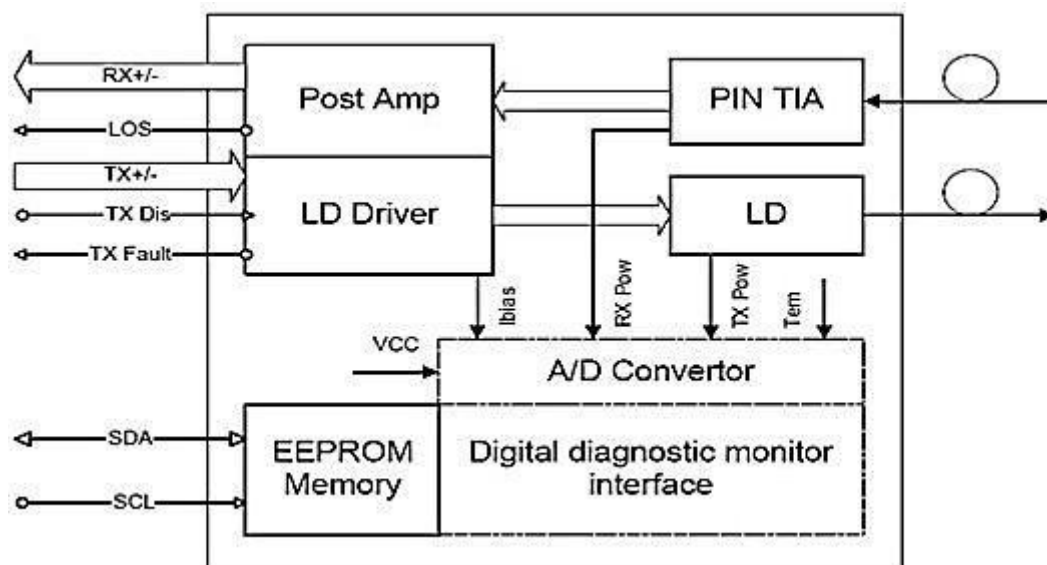 RX+/-
Post Amp
PIN TIA
LOS
TX+/-
TX Dis
LD Driver
LD
TX Fault
Ibias
RX Pow
TX Pow
Tem
VCC
A/D Convertor
SDA
EEPROM
Memory
Digital diagnostic monitor
interface
SCL